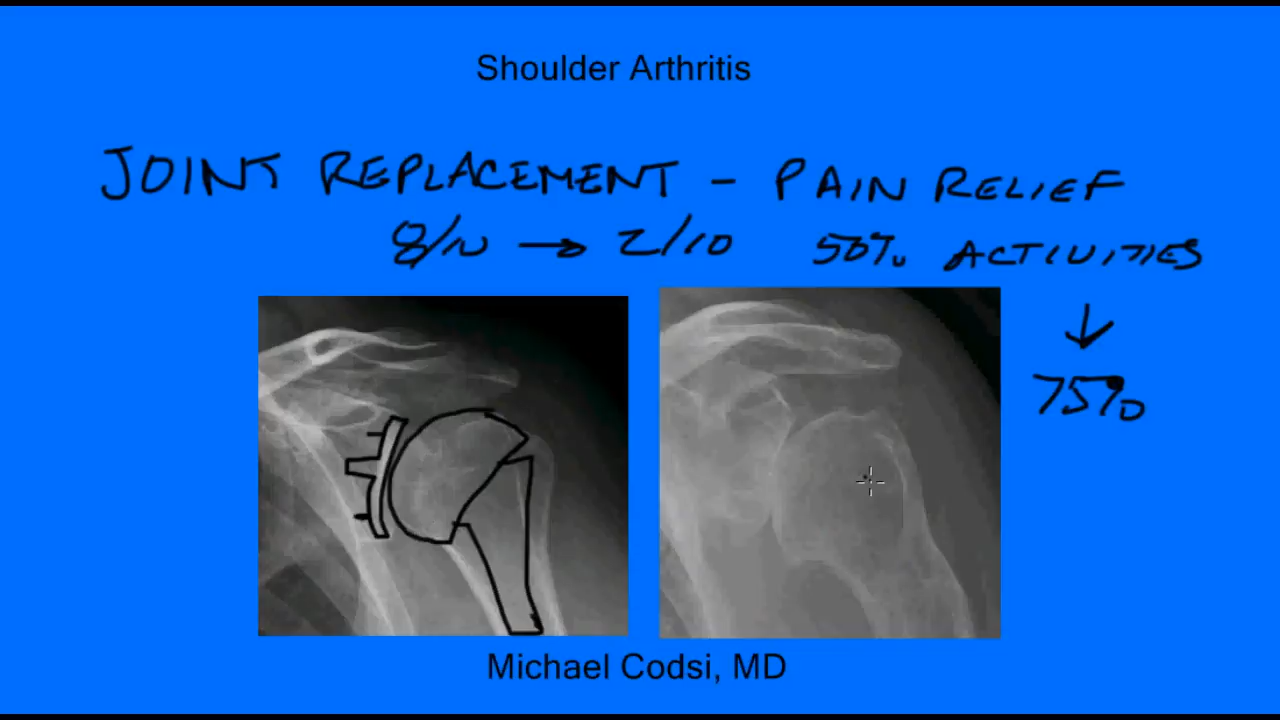 Shoulder Arthritis
JOINT REPLACEMENT - PAIN RELIEF
8/10 → 2/10 50% ACTIVITIES
↓
75%
Michael Codsi, MD